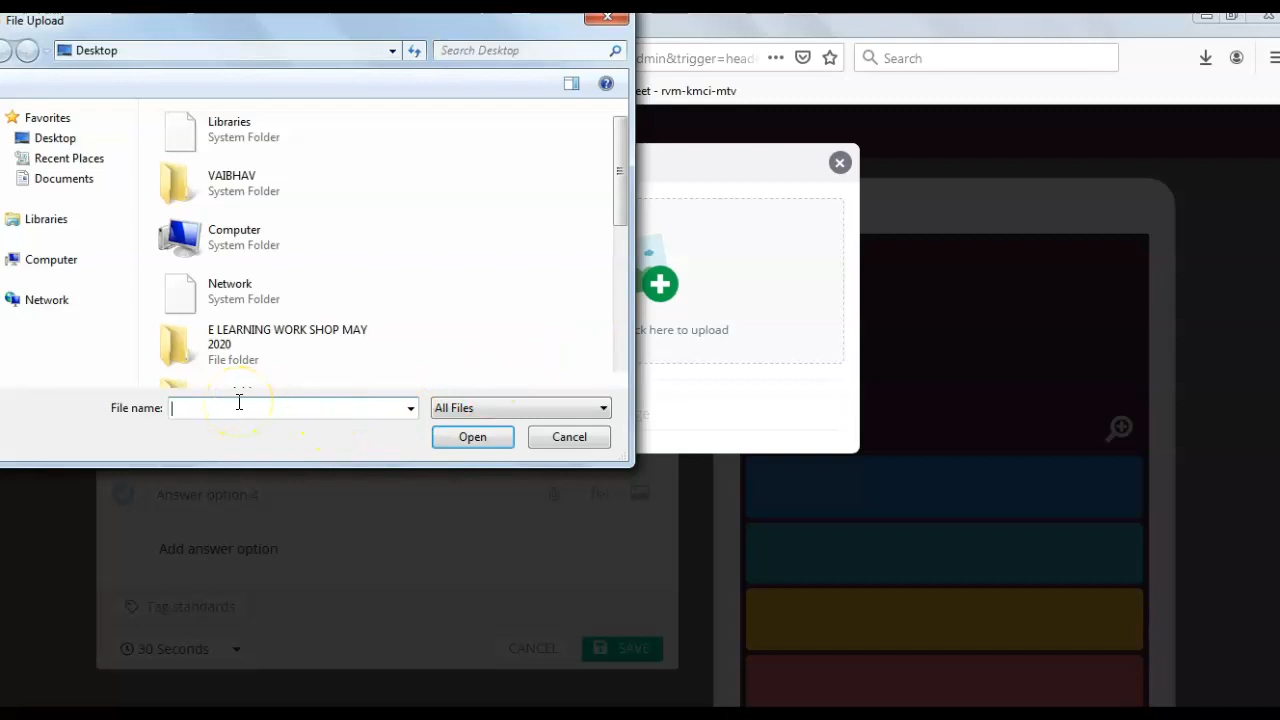 File Upload
Desktop
Search Desktop
dmin&trigger=head
Search
eet - rvm-kmci-mtv
Favorites
Desktop
Recent Places
Documents
Libraries
Computer
Network
Libraries
System Folder
VAIBHAV
System Folder
Computer
System Folder
Network
System Folder
E LEARNING WORK SHOP MAY
2020
File folder
File name:
All Files
Open
Cancel
ck here to upload
Answer option 4
Add answer option
Tag standards
30 Seconds
CANCEL
SAVE